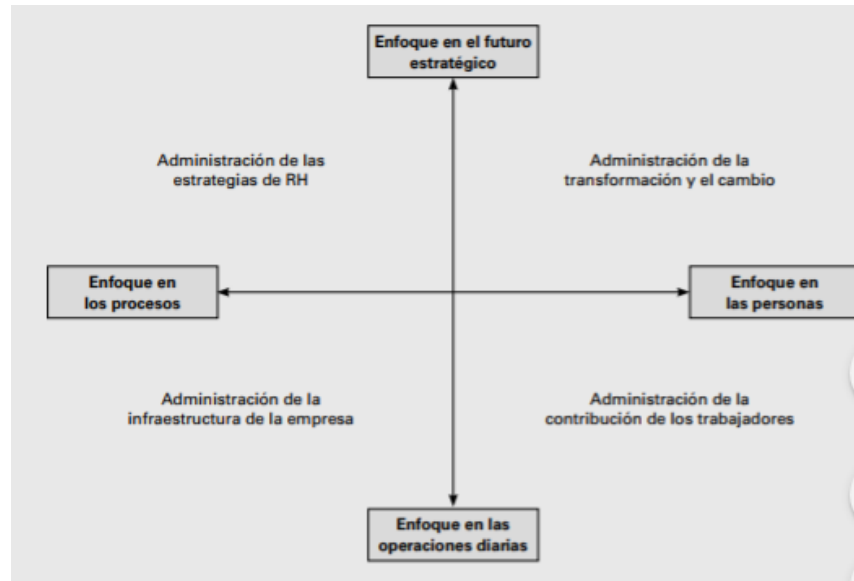 Enfoque en el futuro
estratégico
Administración de las
estrategias de RH
Administración de la
transformación y el cambio
Enfoque en
los procesos
Enfoque en
las personas
Administración de la
infraestructura de la empresa
Administración de la
contribución de los trabajadores
Enfoque en las
operaciones diarias